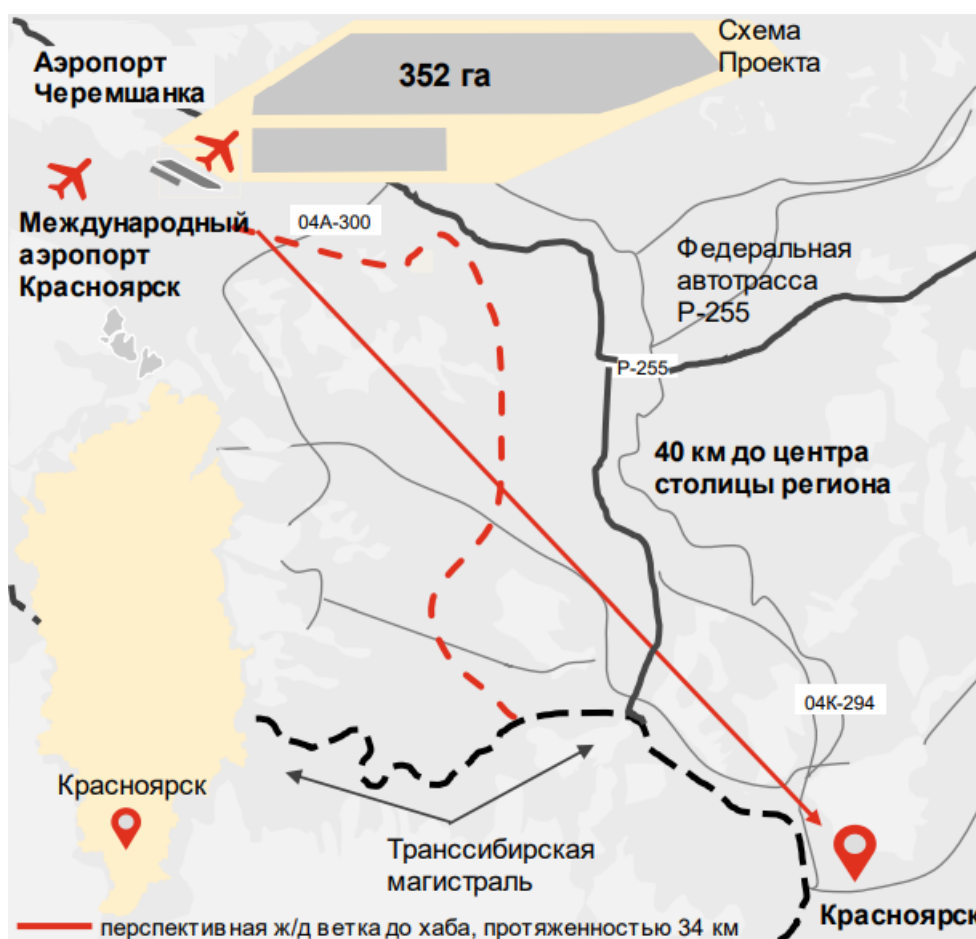 Схема
Проекта
Аэропорт
Черемшанка
352 га
Международный
аэропорт
Красноярск
04А-300
Федеральная
автотрасса
Р-255
Р-255
40 км до центра
столицы региона
04К-294
Красноярск
Транссибирская
магистраль
Красноярск
перспективная ж/д ветка до хаба, протяженностью 34 км